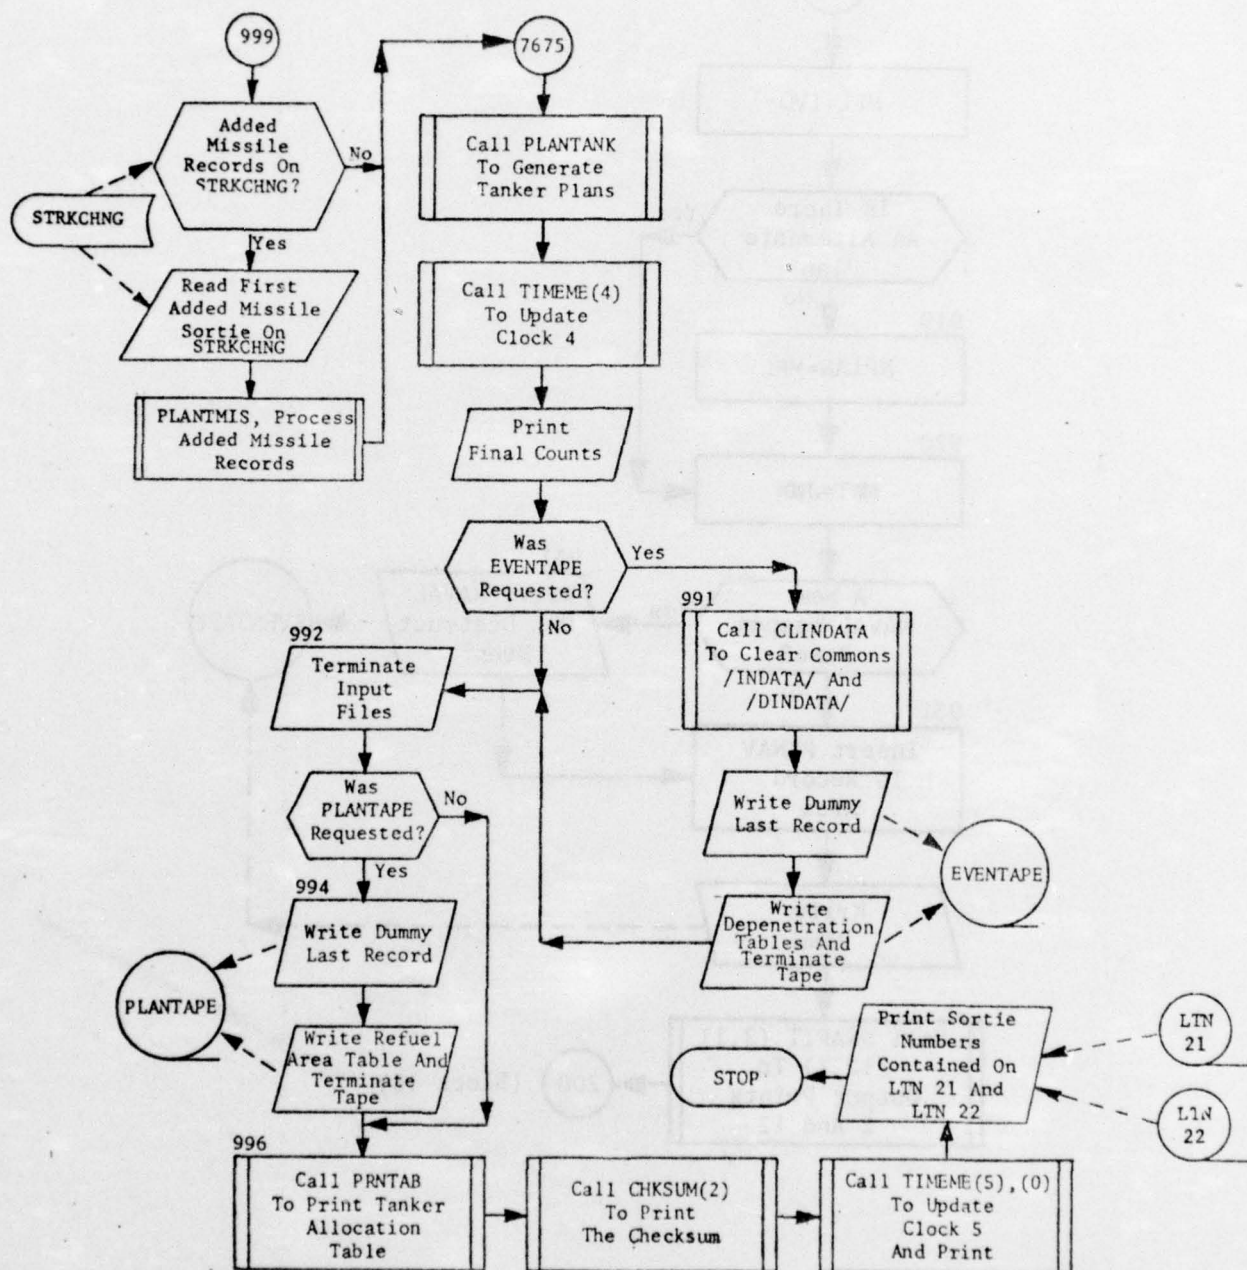 999
Added
Missile
Records On
STRKCHNG?
No
STRKCHNG
Yes
Read First
Added Missile
Sortie On
STRKCHNG
PLANTMIS, Process
Added Missile
Records
7675
Call PLANTANK
To Generate
Tanker Plans
Call TIMEME(4)
To Update
Clock 4
Print
Final Counts
Was
EVENTAPE
Requested?
Yes
No
991
Call CLINDATA
To Clear Commons
/INDATA/ And
/DINDATA/
Write Dummy
Last Record
EVENTAPE
Write
Depenetration
Tables And
Terminate
Tape
992
Terminate
Input
Files
Was
PLANTAPE
Requested?
No
Yes
994
Write Dummy
Last Record
PLANTAPE
Write Refuel
Area Table And
Terminate
Tape
996
Call PRNTAB
To Print Tanker
Allocation
Table
Call CHKSUM(2)
To Print
The Checksum
Call TIMEME(5),(0)
To Update
Clock 5
And Print
Print Sortie
Numbers
Contained On
LTN 21 And
LTN 22
LTN
21
LTN
22
STOP